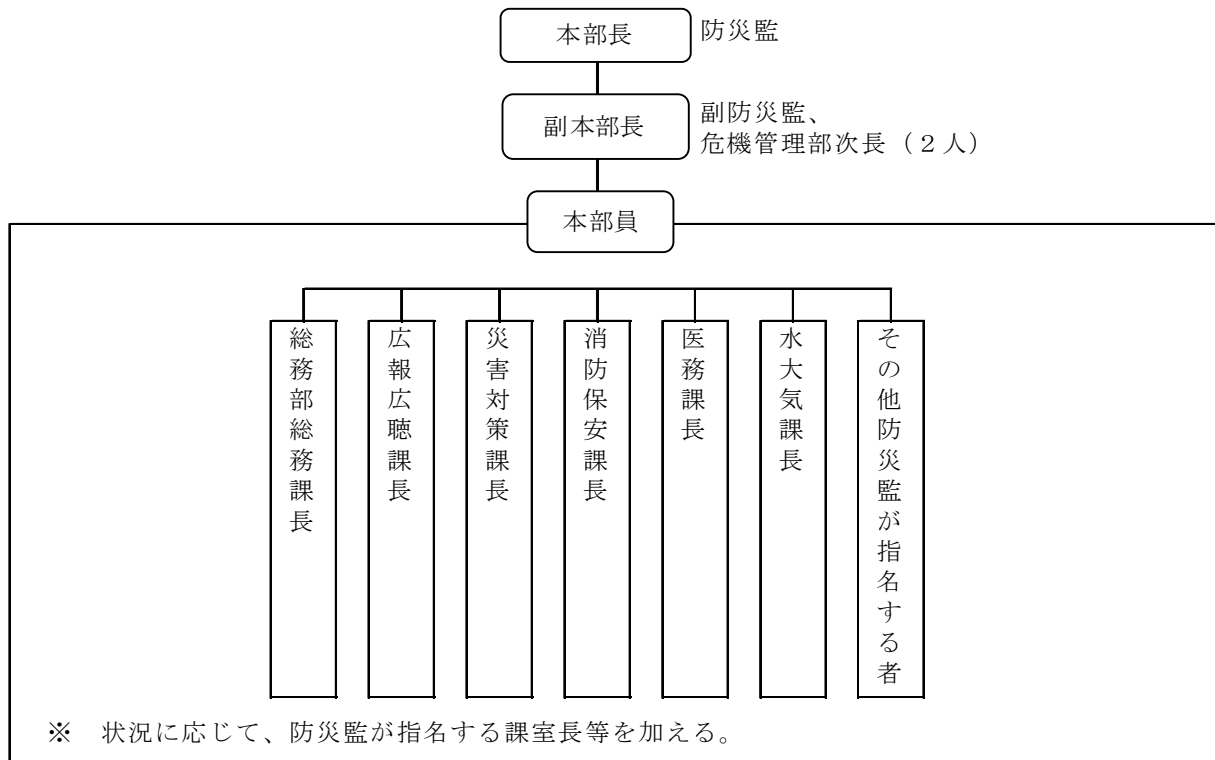 本部長
防災監
副本部長
副防災監、
危機管理部次長（２人）
本部員
総務部総務課長
広報広聴課長
災害対策課長
消防保安課長
医務課長
水大気課長
その他防災監が指名する者
※　状況に応じて、防災監が指名する課室長等を加える。